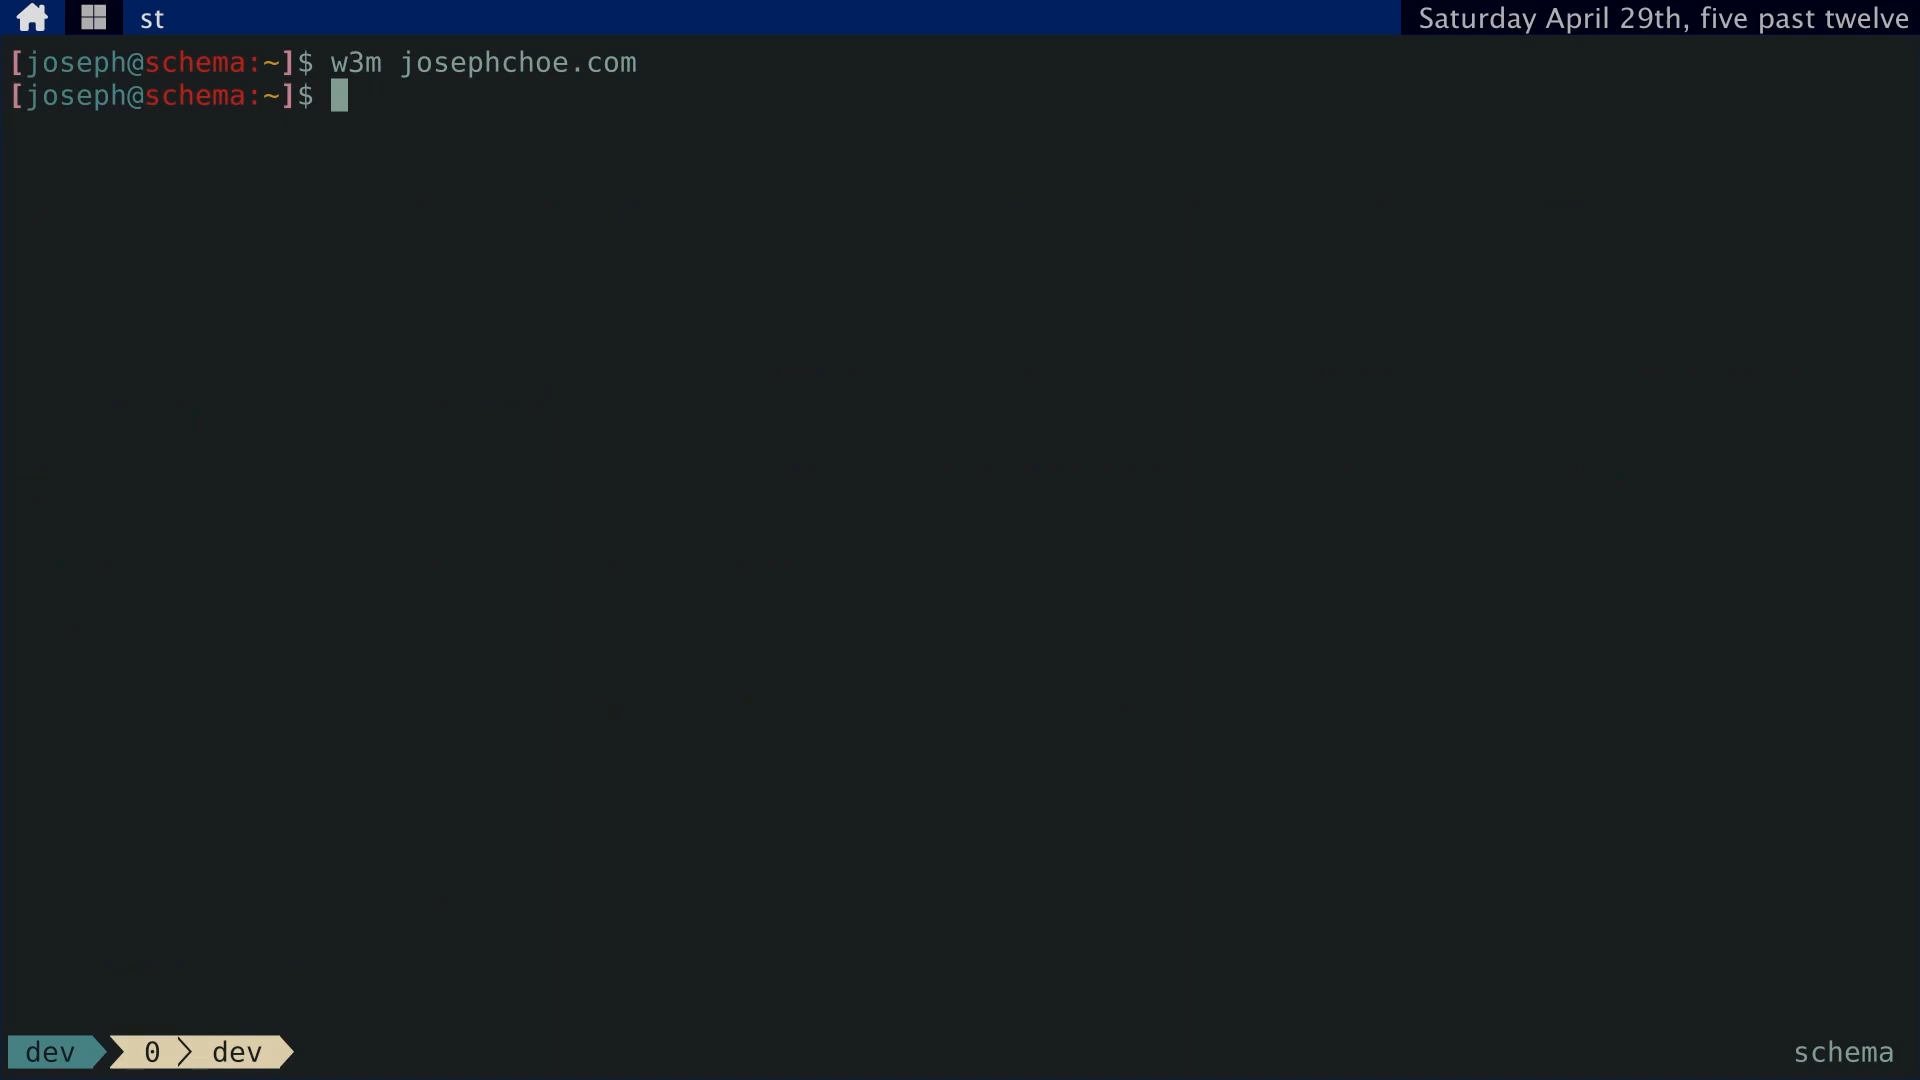 st
Saturday April 29th, five past twelve
[joseph@schema:~]$ w3m josephchoe.com
[joseph@schema:~]$
dev 0 dev
schema